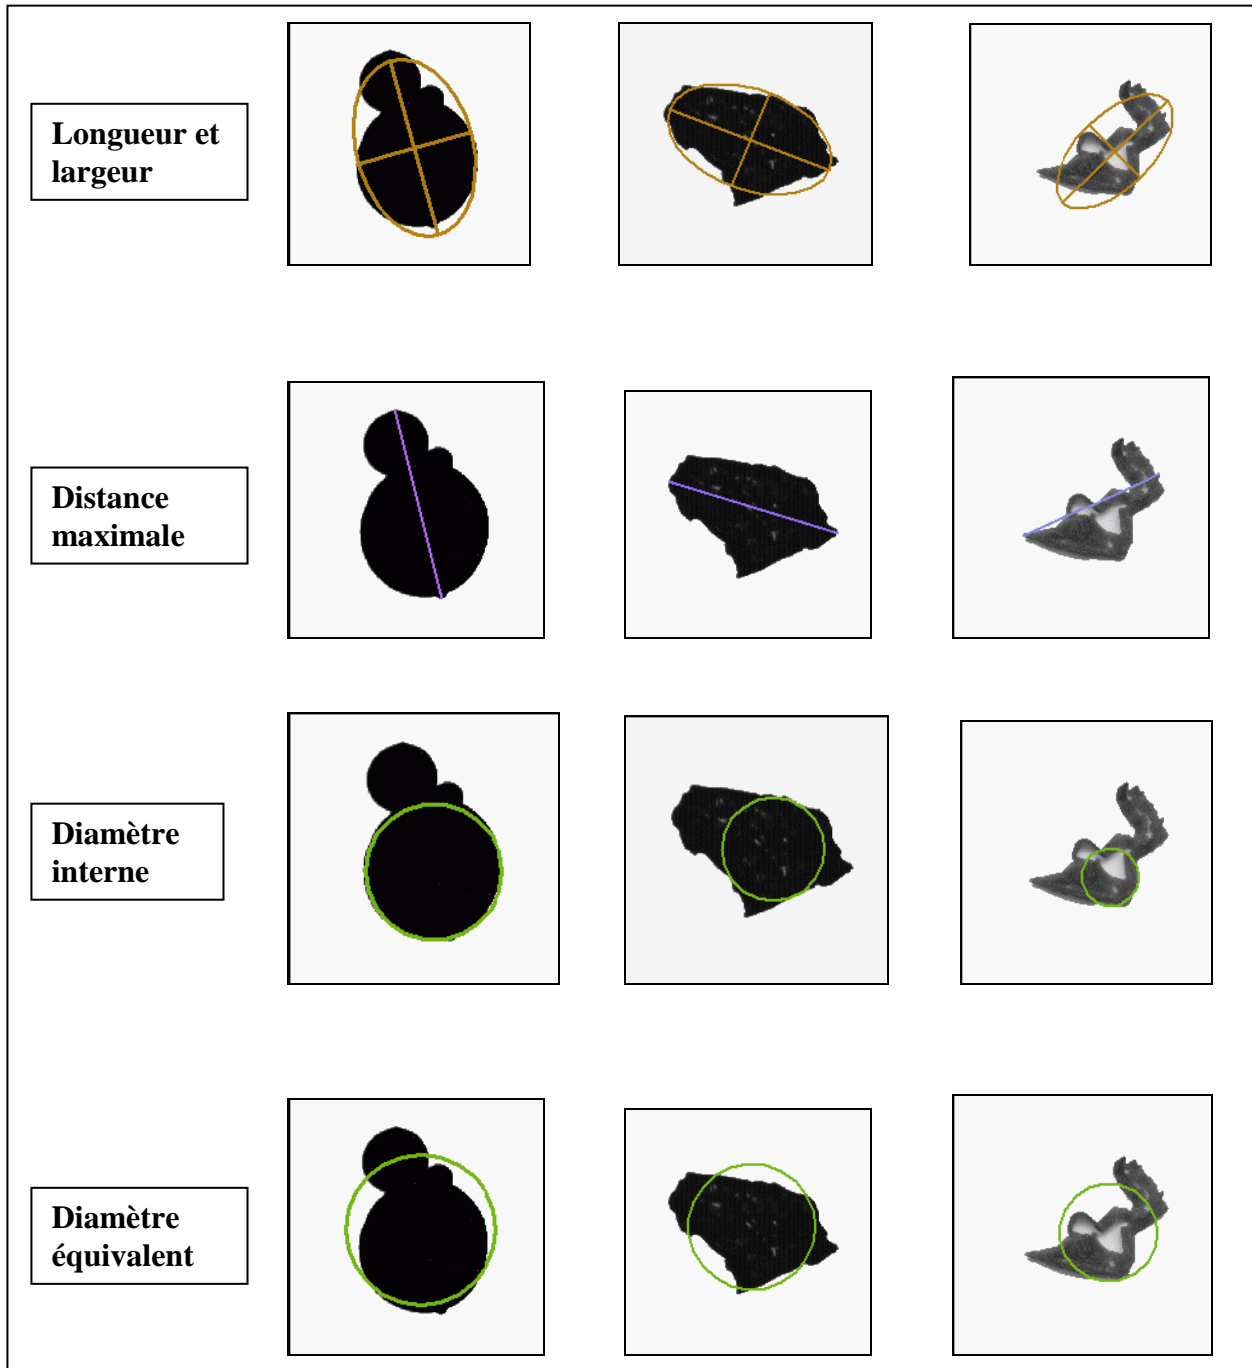 Longueur et
largeur
Distance
maximale
Diamètre
interne
Diamètre
équivalent